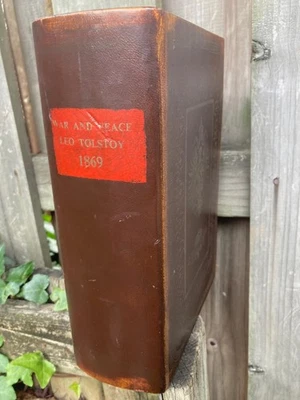 WAR AND PEACE
LEO TOLSTOY
1869